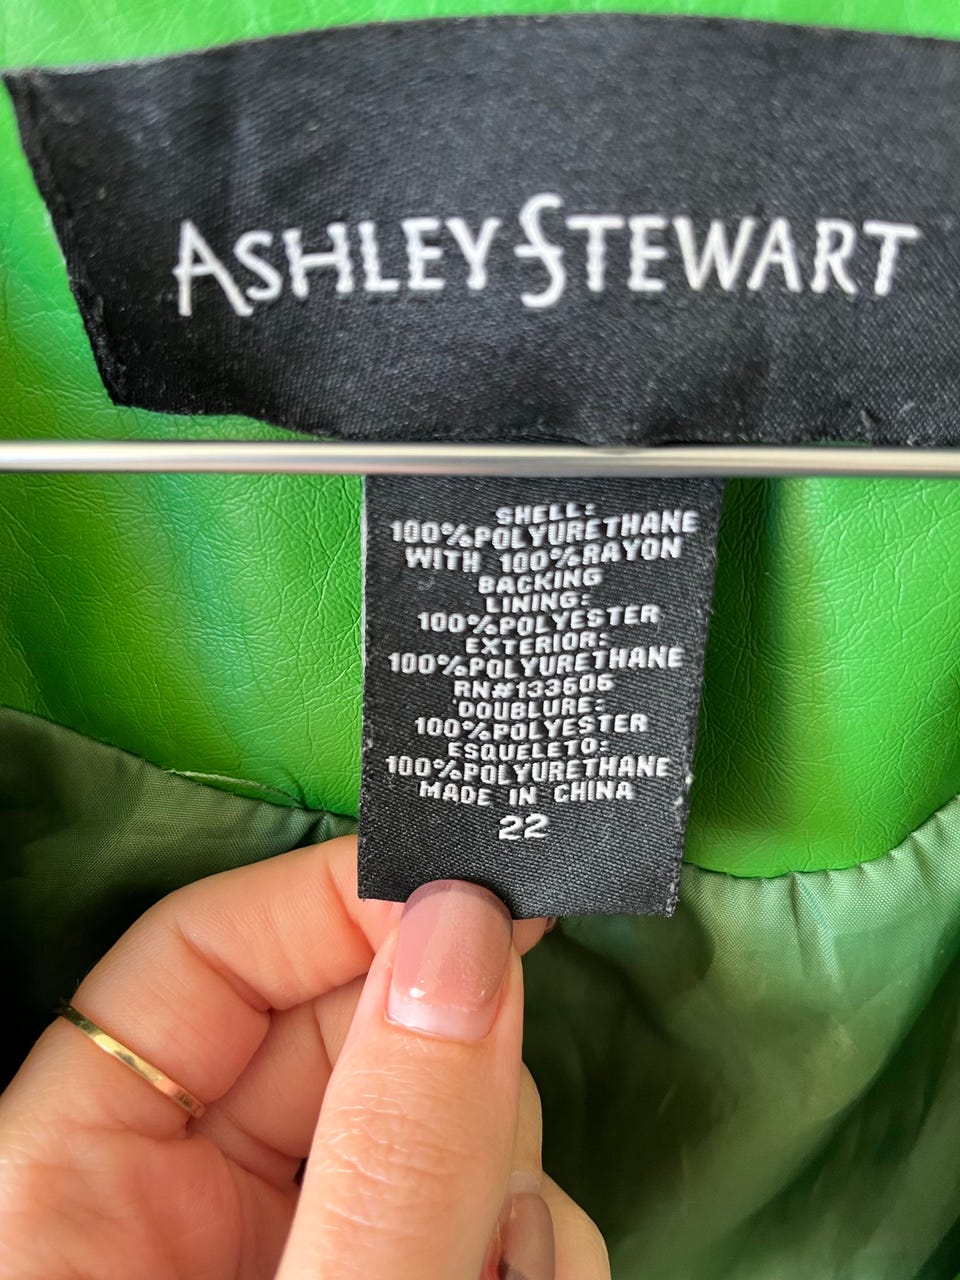 ASHLEY STEWART
SHELL:
100%POLYURETHANE
WITH 100%RAYON
BACKING
LINING:
100%POLYESTER
EXTERIOR:
100%POLYURETHANE
RN#133606
DOUBLURE:
100%POLYESTER
ESQUELETO:
100%POLYURETHANE
MADE IN CHINA
22